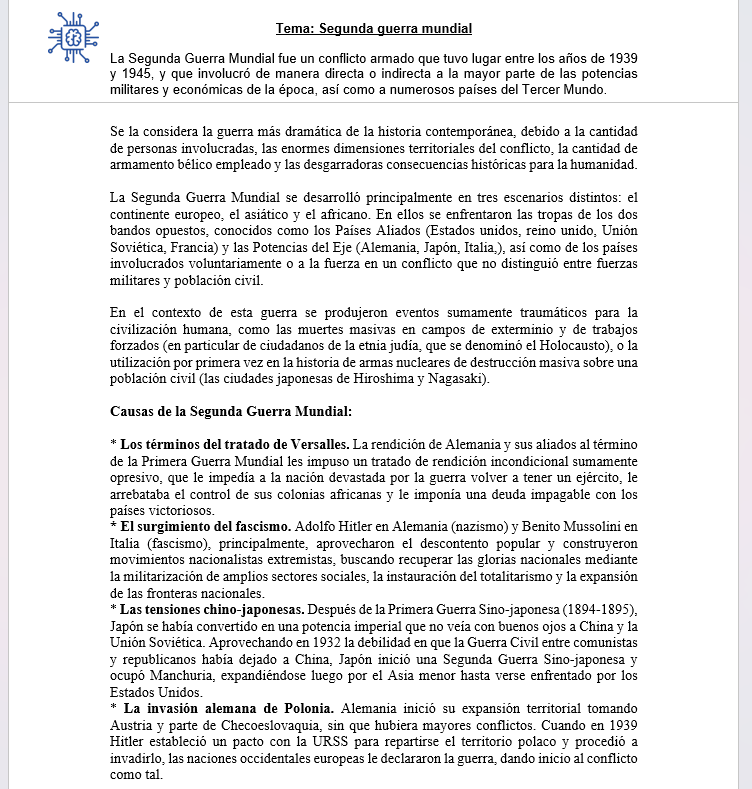 Tema: Segunda guerra mundial
La Segunda Guerra Mundial fue un conflicto armado que tuvo lugar entre los años de 1939
y 1945, y que involucró de manera directa o indirecta a la mayor parte de las potencias
militares y económicas de la época, así como a numerosos países del Tercer Mundo.
Se la considera la guerra más dramática de la historia contemporánea, debido a la cantidad
de personas involucradas, las enormes dimensiones territoriales del conflicto, la cantidad de
armamento bélico empleado y las desgarradoras consecuencias históricas para la humanidad.
La Segunda Guerra Mundial se desarrolló principalmente en tres escenarios distintos: el
continente europeo, el asiático y el africano. En ellos se enfrentaron las tropas de los dos
bandos opuestos, conocidos como los Países Aliados (Estados unidos, reino unido, Unión
Soviética, Francia) y las Potencias del Eje (Alemania, Japón, Italia,), así como de los países
involucrados voluntariamente o a la fuerza en un conflicto que no distinguió entre fuerzas
militares y población civil.
En el contexto de esta guerra se produjeron eventos sumamente traumáticos para la
civilización humana, como las muertes masivas en campos de exterminio y de trabajos
forzados (en particular de ciudadanos de la etnia judía, que se denominó el Holocausto), o la
utilización por primera vez en la historia de armas nucleares de destrucción masiva sobre una
población civil (las ciudades japonesas de Hiroshima y Nagasaki).
Causas de la Segunda Guerra Mundial:
* Los términos del tratado de Versalles. La rendición de Alemania y sus aliados al término
de la Primera Guerra Mundial les impuso un tratado de rendición incondicional sumamente
opresivo, que le impedía a la nación devastada por la guerra volver a tener un ejército, le
arrebataba el control de sus colonias africanas y le imponía una deuda impagable con los
países victoriosos.
* El surgimiento del fascismo. Adolfo Hitler en Alemania (nazismo) y Benito Mussolini en
Italia (fascismo), principalmente, aprovecharon el descontento popular y construyeron
movimientos nacionalistas extremistas, buscando recuperar las glorias nacionales mediante
la militarización de amplios sectores sociales, la instauración del totalitarismo y la expansión
de las fronteras nacionales.
* Las tensiones chino-japonesas. Después de la Primera Guerra Sino-japonesa (1894-1895),
Japón se había convertido en una potencia imperial que no veía con buenos ojos a China y la
Unión Soviética. Aprovechando en 1932 la debilidad en que la Guerra Civil entre comunistas
y republicanos había dejado a China, Japón inició una Segunda Guerra Sino-japonesa y
ocupó Manchuria, expandiéndose luego por el Asia menor hasta verse enfrentado por los
Estados Unidos.
* La invasión alemana de Polonia. Alemania inició su expansión territorial tomando
Austria y parte de Checoeslovaquia, sin que hubiera mayores conflictos. Cuando en 1939
Hitler estableció un pacto con la URSS para repartirse el territorio polaco y procedió a
invadirlo, las naciones occidentales europeas le declararon la guerra, dando inicio al conflicto
como tal.